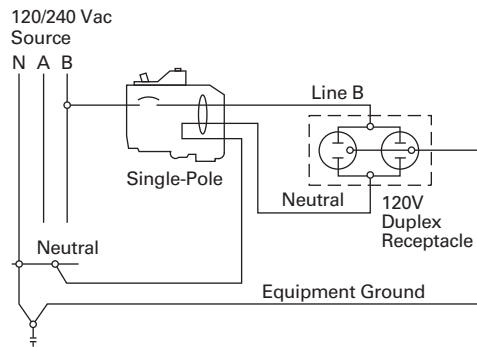 120/240 Vac
Source
N A B
Line B
Single-Pole
Neutral
120V
Duplex
Receptacle
Neutral
Equipment Ground